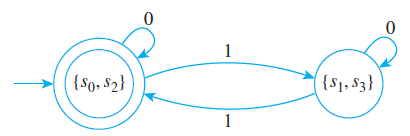 0
0
1
{s₀, s₂}
{s₁, s₃}
1